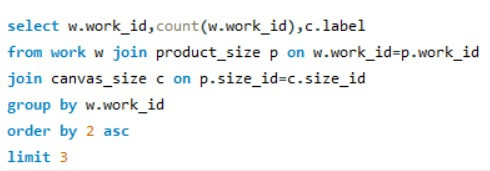 select w.work_id,count(w.work_id),c.label
from work w join product_size p on w.work_id=p.work_id
join canvas_size c on p.size_id=c.size_id
group by w.work_id
order by 2 asc
limit 3